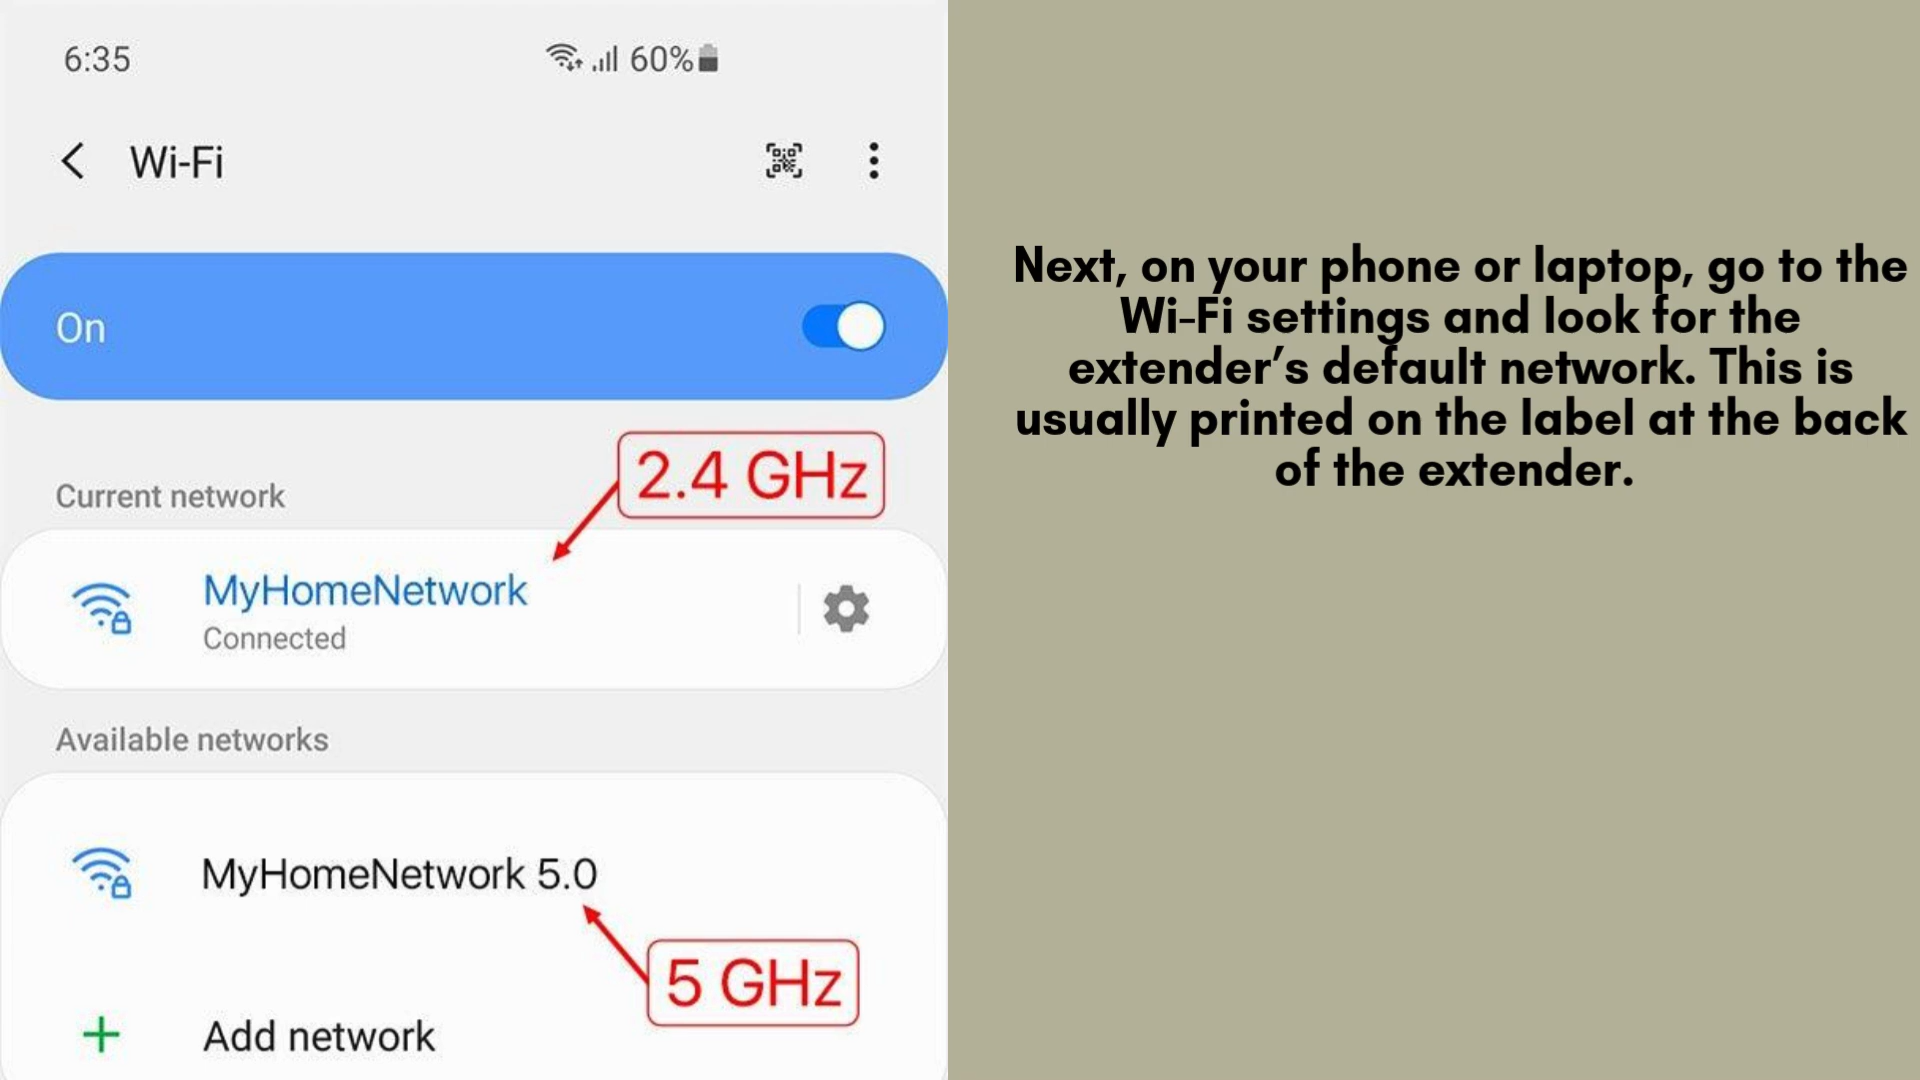 6:35
60%
Wi-Fi
On
2.4 GHz
Current network
MyHomeNetwork
Connected
Available networks
MyHomeNetwork 5.0
5 GHz
Add network
Next, on your phone or laptop, go to the
Wi-Fi settings and look for the
extender’s default network. This is
usually printed on the label at the back
of the extender.